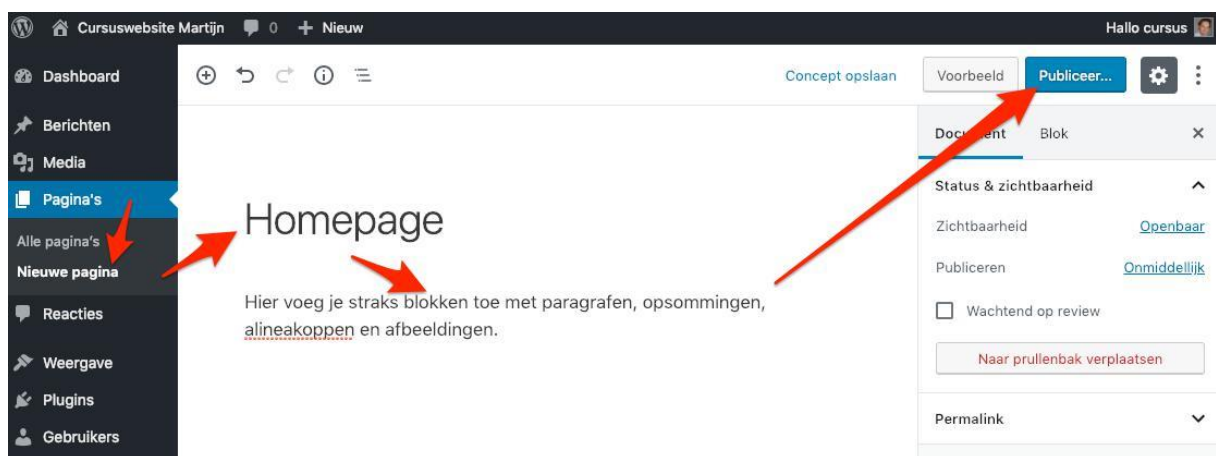 Cursuswebsite Martijn 0 + Nieuw Hallo cursus
Dashboard
Berichten
Media
Pagina's
Alle pagina's
Nieuwe pagina
Reacties
Weergave
Plugins
Gebruikers
Concept opslaan Voorbeeld Publiceer...
Homepage
Hier voeg je straks blokken toe met paragrafen, opsommingen,
alineakoppen en afbeeldingen.
Document Blok
Status & zichtbaarheid
Zichtbaarheid Openbaar
Publiceren Onmiddellijk
Wachtend op review
Naar prullenbak verplaatsen
Permalink